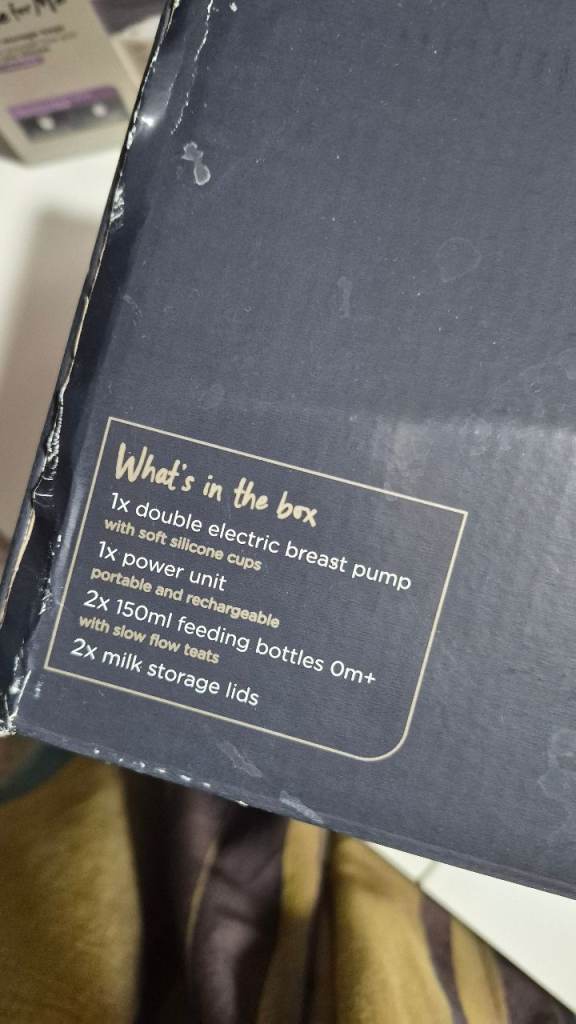 What's in the box
1x double electric breast pump
with soft silicone cups
1x power unit
portable and rechargeable
2x 150ml feeding bottles 0m+
with slow flow teats
2x milk storage lids